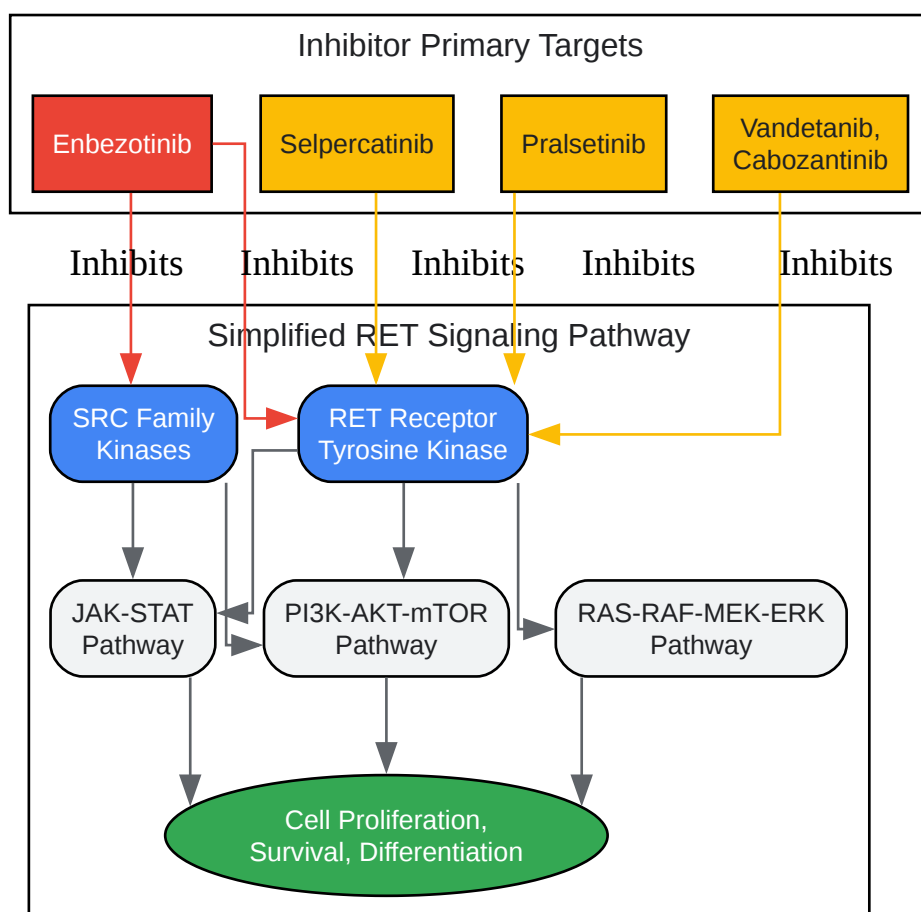 Inhibitor Primary Targets
Enbezotinib
Selpercatinib
Pralsetinib
Vandetanib,
Cabozantinib
Inhibits
Inhibits
Inhibits
Inhibits
Inhibits
Simplified RET Signaling Pathway
SRC Family
Kinases
RET Receptor
Tyrosine Kinase
JAK-STAT
Pathway
PI3K-AKT-mTOR
Pathway
RAS-RAF-MEK-ERK
Pathway
Cell Proliferation,
Survival, Differentiation